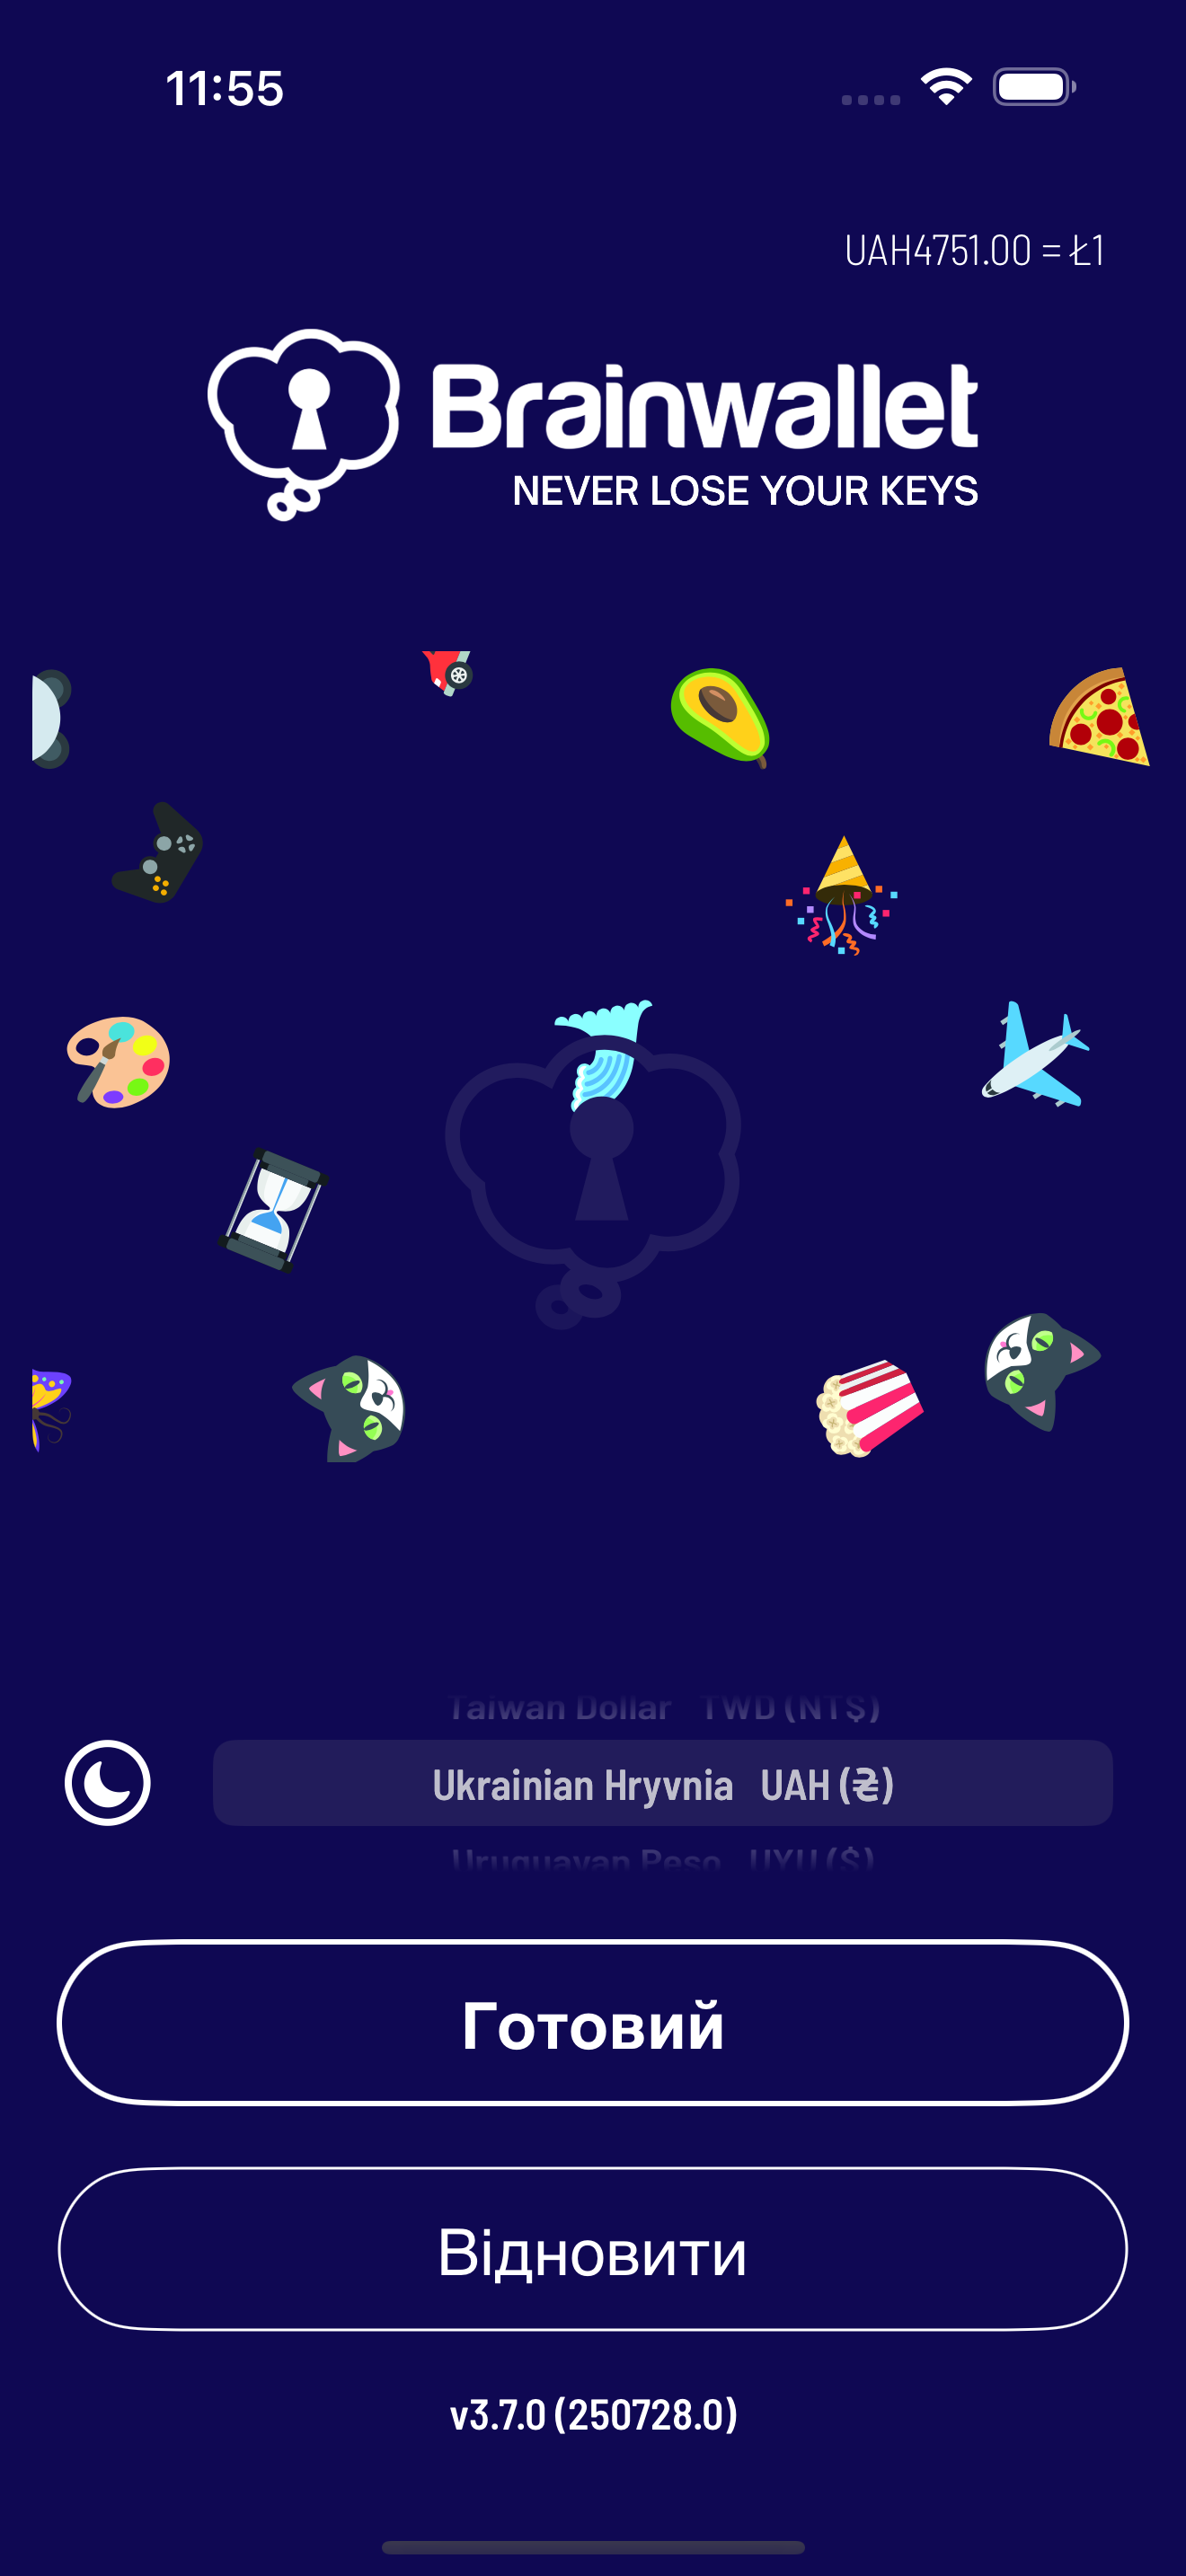 11:55
UAH4751.00 = Ł1
Brainwallet
NEVER LOSE YOUR KEYS
Taiwan Dollar TWD (NT$)
Ukrainian Hryvnia UAH (₴)
Uruguayan Peso UYU ($)
Готовий
Відновити
v3.7.0 (250728.0)